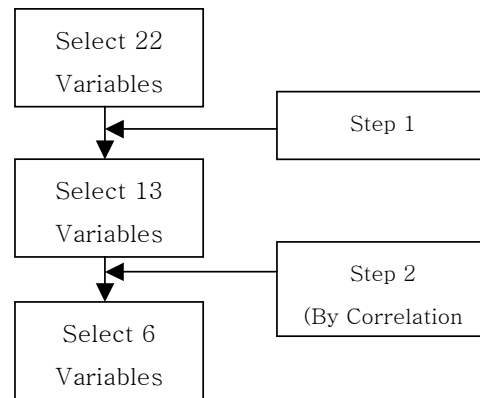 Select 22
Variables
Step 1
Select 13
Variables
Step 2
(By Correlation
Select 6
Variables